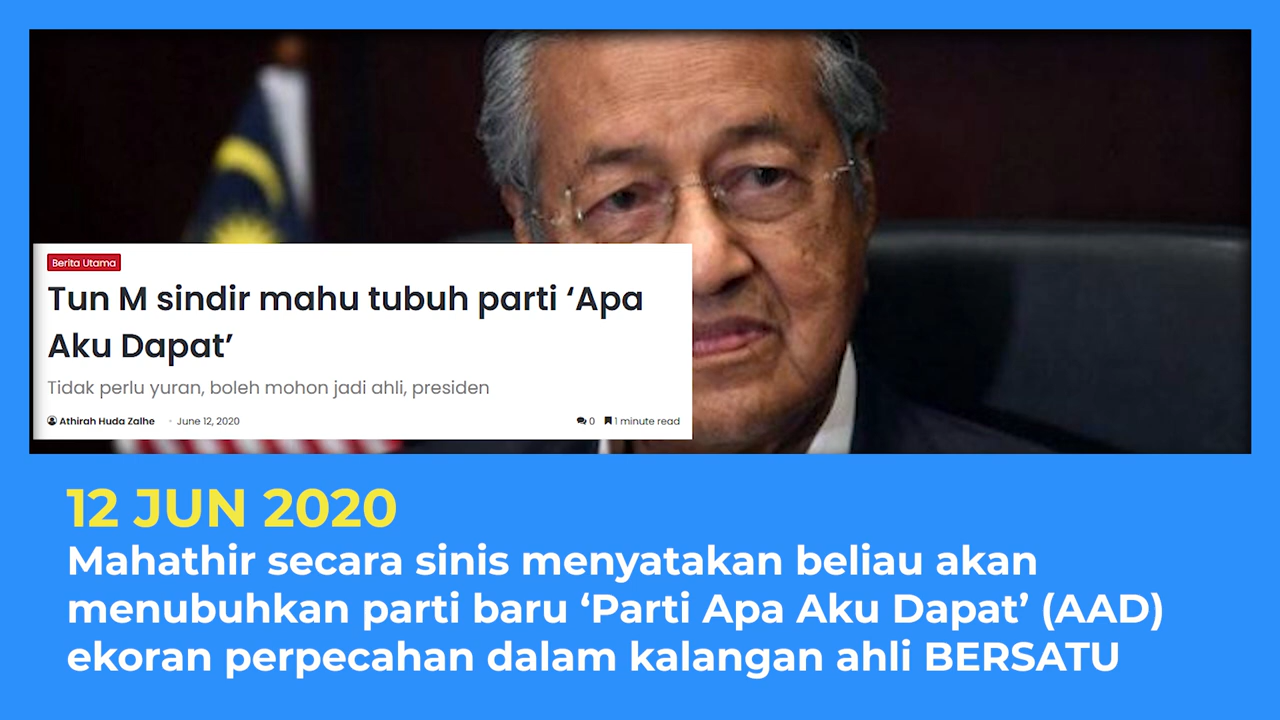 Berita Utama
Tun M sindir mahu tubuh parti ‘Apa
Aku Dapat’
Tidak perlu yuran, boleh mohon jadi ahli, presiden
Athirah Huda Zalhe · June 12, 2020 0 1 minute read
12 JUN 2020
Mahathir secara sinis menyatakan beliau akan
menubuhkan parti baru ‘Parti Apa Aku Dapat’ (AAD)
ekoran perpecahan dalam kalangan ahli BERSATU